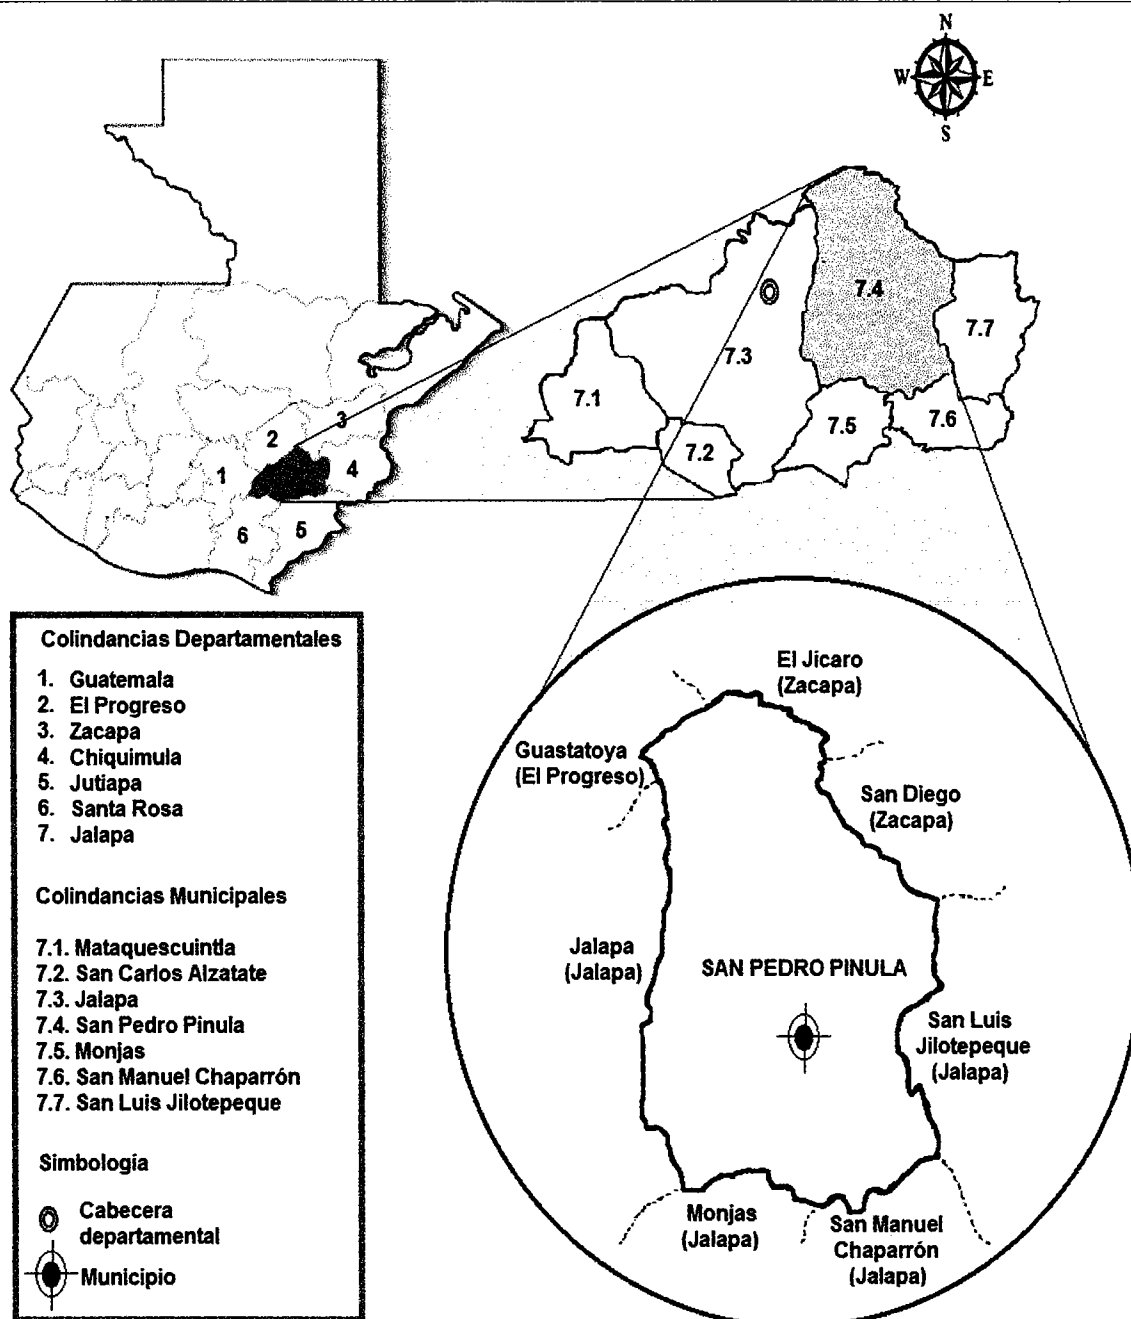 N
W E
S
7.4
7.7
7.3
7.1
7.6
7.5
7.2
3
2
1
4
6
5
Colindancias Departamentales
1. Guatemala
2. El Progreso
3. Zacapa
4. Chiquimula
5. Jutiapa
6. Santa Rosa
7. Jalapa
Colindancias Municipales
7.1. Mataquescuintla
7.2. San Carlos Alzatate
7.3. Jalapa
7.4. San Pedro Pinula
7.5. Monjas
7.6. San Manuel Chaparrón
7.7. San Luis Jilotepeque
Simbología
Cabecera
departamental
Municipio
El Jicaro
(Zacapa)
Guastatoya
(El Progreso)
San Diego
(Zacapa)
Jalapa
(Jalapa)
SAN PEDRO PINULA
San Luis
Jilotepeque
(Jalapa)
Monjas
(Jalapa)
San Manuel
Chaparrón
(Jalapa)